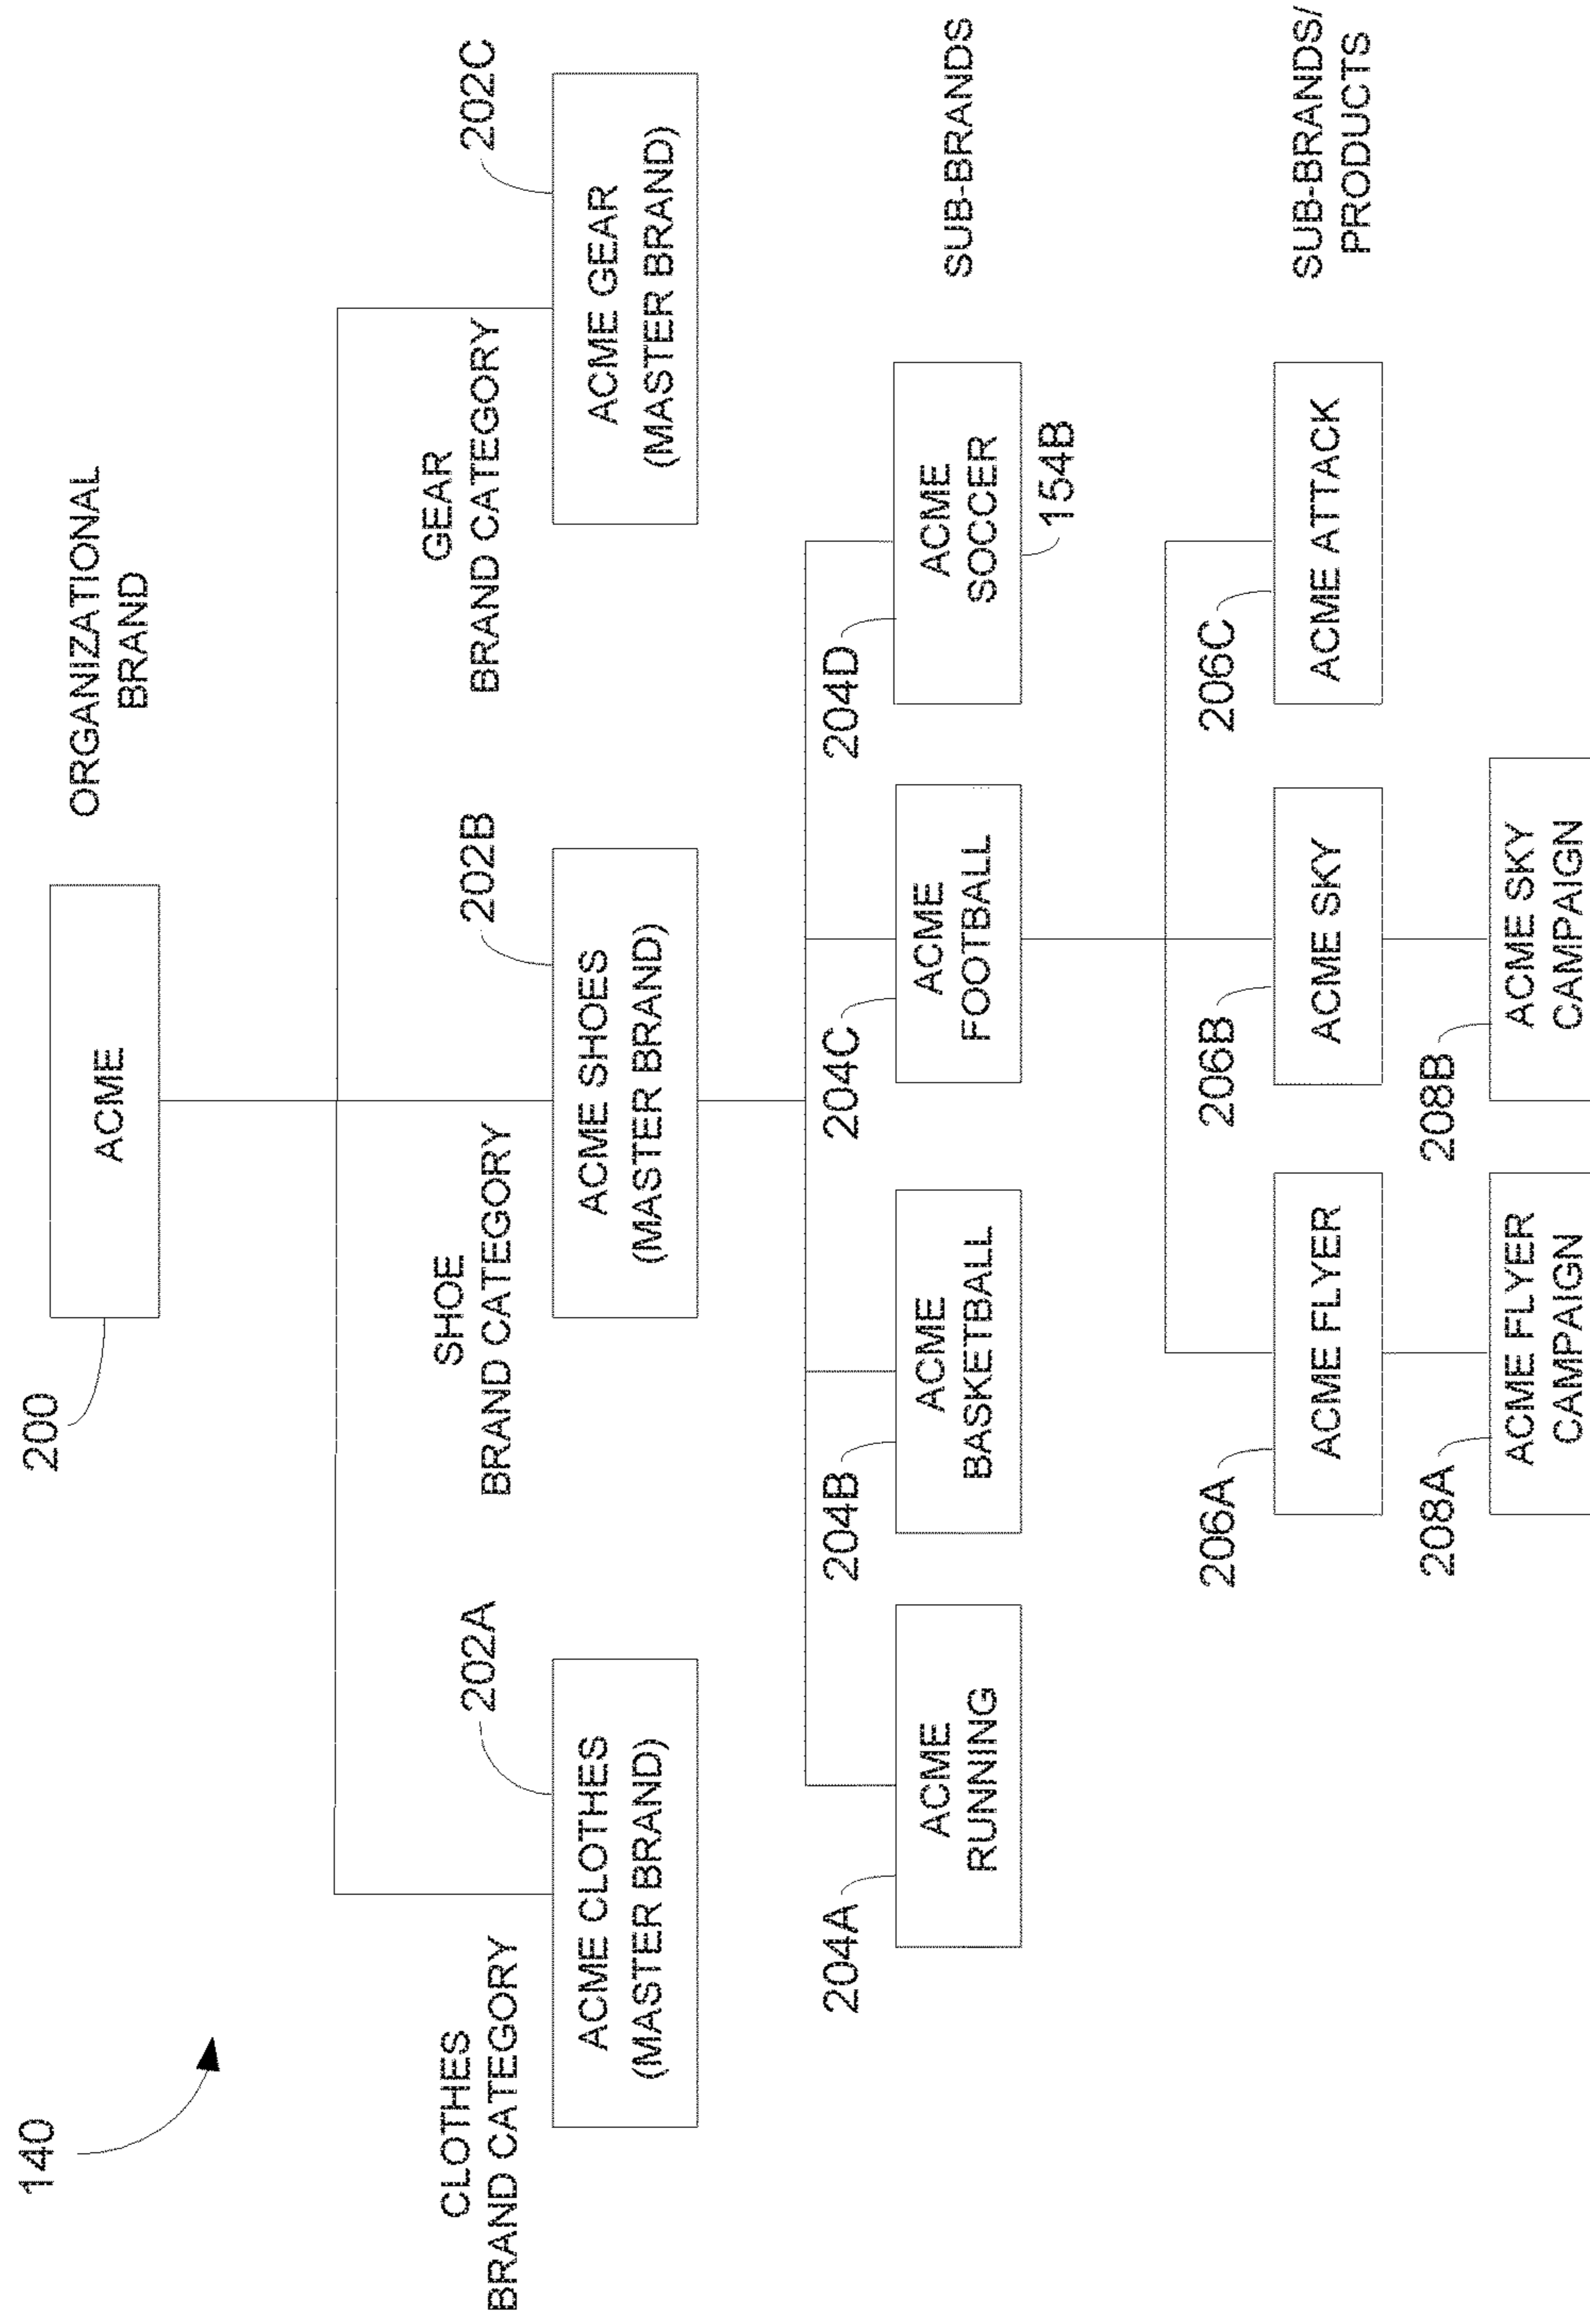 140
200
ACME
ORGANIZATIONAL
BRAND
CLOTHES
BRAND CATEGORY
202A
SHOE
BRAND CATEGORY
202B
GEAR
BRAND CATEGORY
202C
ACME CLOTHES
(MASTER BRAND)
ACME SHOES
(MASTER BRAND)
ACME GEAR
(MASTER BRAND)
204A
204B
204C
204D
ACME
RUNNING
ACME
BASKETBALL
ACME
FOOTBALL
ACME
SOCCER
SUB-BRANDS
154B
206A
206B
206C
ACME FLYER
ACME SKY
ACME ATTACK
SUB-BRANDS/
PRODUCTS
208A
208B
ACME FLYER
CAMPAIGN
ACME SKY
CAMPAIGN